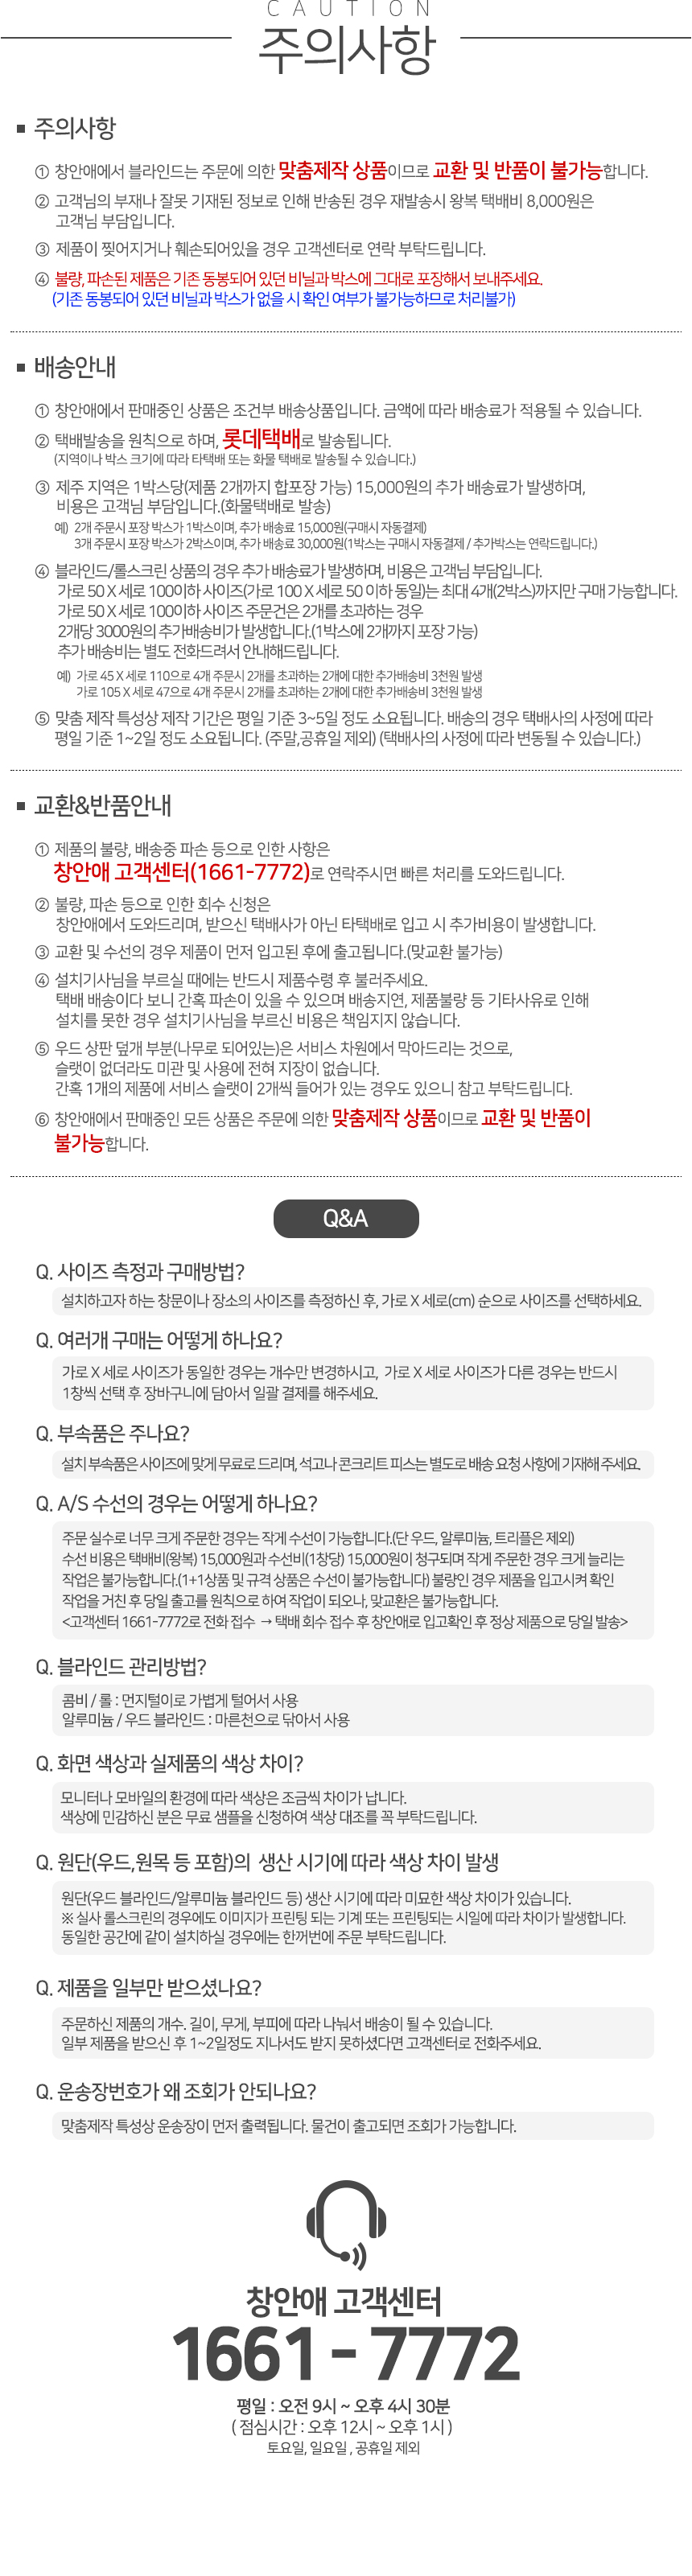 CAUTION
주의사항
■ 주의사항
① 창안애에서 블라인드는 주문에 의한 맞춤제작 상품이므로 교환 및 반품이 불가능합니다.
② 고객님의 부재나 잘못 기재된 정보로 인해 반송된 경우 재발송시 왕복 택배비 8,000원은
고객님 부담입니다.
③ 제품이 찢어지거나 훼손되어있을 경우 고객센터로 연락 부탁드립니다.
④ 불량, 파손된 제품은 기존 동봉되어 있던 비닐과 박스에 그대로 포장해서 보내주세요.
(기존 동봉되어 있던 비닐과 박스가 없을 시 확인 여부가 불가능하므로 처리불가)
■ 배송안내
① 창안애에서 판매중인 상품은 조건부 배송상품입니다. 금액에 따라 배송료가 적용될 수 있습니다.
② 택배발송을 원칙으로 하며, 롯데택배로 발송됩니다.
(지역이나 박스 크기에 따라 타택배 또는 화물 택배로 발송될 수 있습니다.)
③ 제주 지역은 1박스당(제품 2개까지 합포장 가능) 15,000원의 추가 배송료가 발생하며,
비용은 고객님 부담입니다.(화물택배로 발송)
예) 2개 주문시 포장 박스가 1박스이며, 추가 배송료 15,000원(구매시 자동결제)
3개 주문시 포장 박스가 2박스이며, 추가 배송료 30,000원(1박스는 구매시 자동결제 / 추가박스는 연락드립니다.)
④ 블라인드/롤스크린 상품의 경우 추가 배송료가 발생하며, 비용은 고객님 부담입니다.
가로 50 X 세로 100이하 사이즈(가로 100 X 세로 50 이하 동일)는 최대 4개(2박스)까지만 구매 가능합니다.
가로 50 X 세로 100이하 사이즈 주문건은 2개를 초과하는 경우
2개당 3000원의 추가배송비가 발생합니다.(1박스에 2개까지 포장 가능)
추가 배송비는 별도 전화드려서 안내해드립니다.
예) 가로 45 X 세로 110으로 4개 주문시 2개를 초과하는 2개에 대한 추가배송비 3천원 발생
가로 105 X 세로 47으로 4개 주문시 2개를 초과하는 2개에 대한 추가배송비 3천원 발생
⑤ 맞춤 제작 특성상 제작 기간은 평일 기준 3~5일 정도 소요됩니다. 배송의 경우 택배사의 사정에 따라
평일 기준 1~2일 정도 소요됩니다. (주말,공휴일 제외) (택배사의 사정에 따라 변동될 수 있습니다.)
■ 교환&반품안내
① 제품의 불량, 배송중 파손 등으로 인한 사항은
창안애 고객센터(1661-7772)로 연락주시면 빠른 처리를 도와드립니다.
② 불량, 파손 등으로 인한 회수 신청은
창안애에서 도와드리며, 받으신 택배사가 아닌 타택배로 입고 시 추가비용이 발생합니다.
③ 교환 및 수선의 경우 제품이 먼저 입고된 후에 출고됩니다.(맞교환 불가능)
④ 설치기사님을 부르실 때에는 반드시 제품수령 후 불러주세요.
택배 배송이다 보니 간혹 파손이 있을 수 있으며 배송지연, 제품불량 등 기타사유로 인해
설치를 못한 경우 설치기사님을 부르신 비용은 책임지지 않습니다.
⑤ 우드 상판 덮개 부분(나무로 되어있는)은 서비스 차원에서 막아드리는 것으로,
슬랫이 없더라도 미관 및 사용에 전혀 지장이 없습니다.
간혹 1개의 제품에 서비스 슬랫이 2개씩 들어가 있는 경우도 있으니 참고 부탁드립니다.
⑥ 창안애에서 판매중인 모든 상품은 주문에 의한 맞춤제작 상품이므로 교환 및 반품이
불가능합니다.
Q&A
Q. 사이즈 측정과 구매방법?
설치하고자 하는 창문이나 장소의 사이즈를 측정하신 후, 가로 X 세로(cm) 순으로 사이즈를 선택하세요.
Q. 여러개 구매는 어떻게 하나요?
가로 X 세로 사이즈가 동일한 경우는 개수만 변경하시고, 가로 X 세로 사이즈가 다른 경우는 반드시
1창씩 선택 후 장바구니에 담아서 일괄 결제를 해주세요.
Q. 부속품은 주나요?
설치 부속품은 사이즈에 맞게 무료로 드리며, 석고나 콘크리트 피스는 별도로 배송 요청 사항에 기재해 주세요.
Q. A/S 수선의 경우는 어떻게 하나요?
주문 실수로 너무 크게 주문한 경우는 작게 수선이 가능합니다.(단 우드, 알루미늄, 트리플은 제외)
수선 비용은 택배비(왕복) 15,000원과 수선비(1창당) 15,000원이 청구되며 작게 주문한 경우 크게 늘리는
작업은 불가능합니다.(1+1상품 및 규격 상품은 수선이 불가능합니다) 불량인 경우 제품을 입고시켜 확인
작업을 거친 후 당일 출고를 원칙으로 하여 작업이 되오나, 맞교환은 불가능합니다.
<고객센터 1661-7772로 전화 접수 → 택배 회수 접수 후 창안애로 입고확인 후 정상 제품으로 당일 발송>
Q. 블라인드 관리방법?
콤비 / 롤 : 먼지털이로 가볍게 털어서 사용
알루미늄 / 우드 블라인드 : 마른천으로 닦아서 사용
Q. 화면 색상과 실제품의 색상 차이?
모니터나 모바일의 환경에 따라 색상은 조금씩 차이가 납니다.
색상에 민감하신 분은 무료 샘플을 신청하여 색상 대조를 꼭 부탁드립니다.
Q. 원단(우드,원목 등 포함)의 생산 시기에 따라 색상 차이 발생
원단(우드 블라인드/알루미늄 블라인드 등) 생산 시기에 따라 미묘한 색상 차이가 있습니다.
※ 실사 롤스크린의 경우에도 이미지가 프린팅 되는 기계 또는 프린팅되는 시일에 따라 차이가 발생합니다.
동일한 공간에 같이 설치하실 경우에는 한꺼번에 주문 부탁드립니다.
Q. 제품을 일부만 받으셨나요?
주문하신 제품의 개수. 길이, 무게, 부피에 따라 나눠서 배송이 될 수 있습니다.
일부 제품을 받으신 후 1~2일정도 지나서도 받지 못하셨다면 고객센터로 전화주세요.
Q. 운송장번호가 왜 조회가 안되나요?
맞춤제작 특성상 운송장이 먼저 출력됩니다. 물건이 출고되면 조회가 가능합니다.
창안애 고객센터
1661 - 7772
평일 : 오전 9시 ~ 오후 4시 30분
( 점심시간 : 오후 12시 ~ 오후 1시 )
토요일, 일요일 , 공휴일 제외